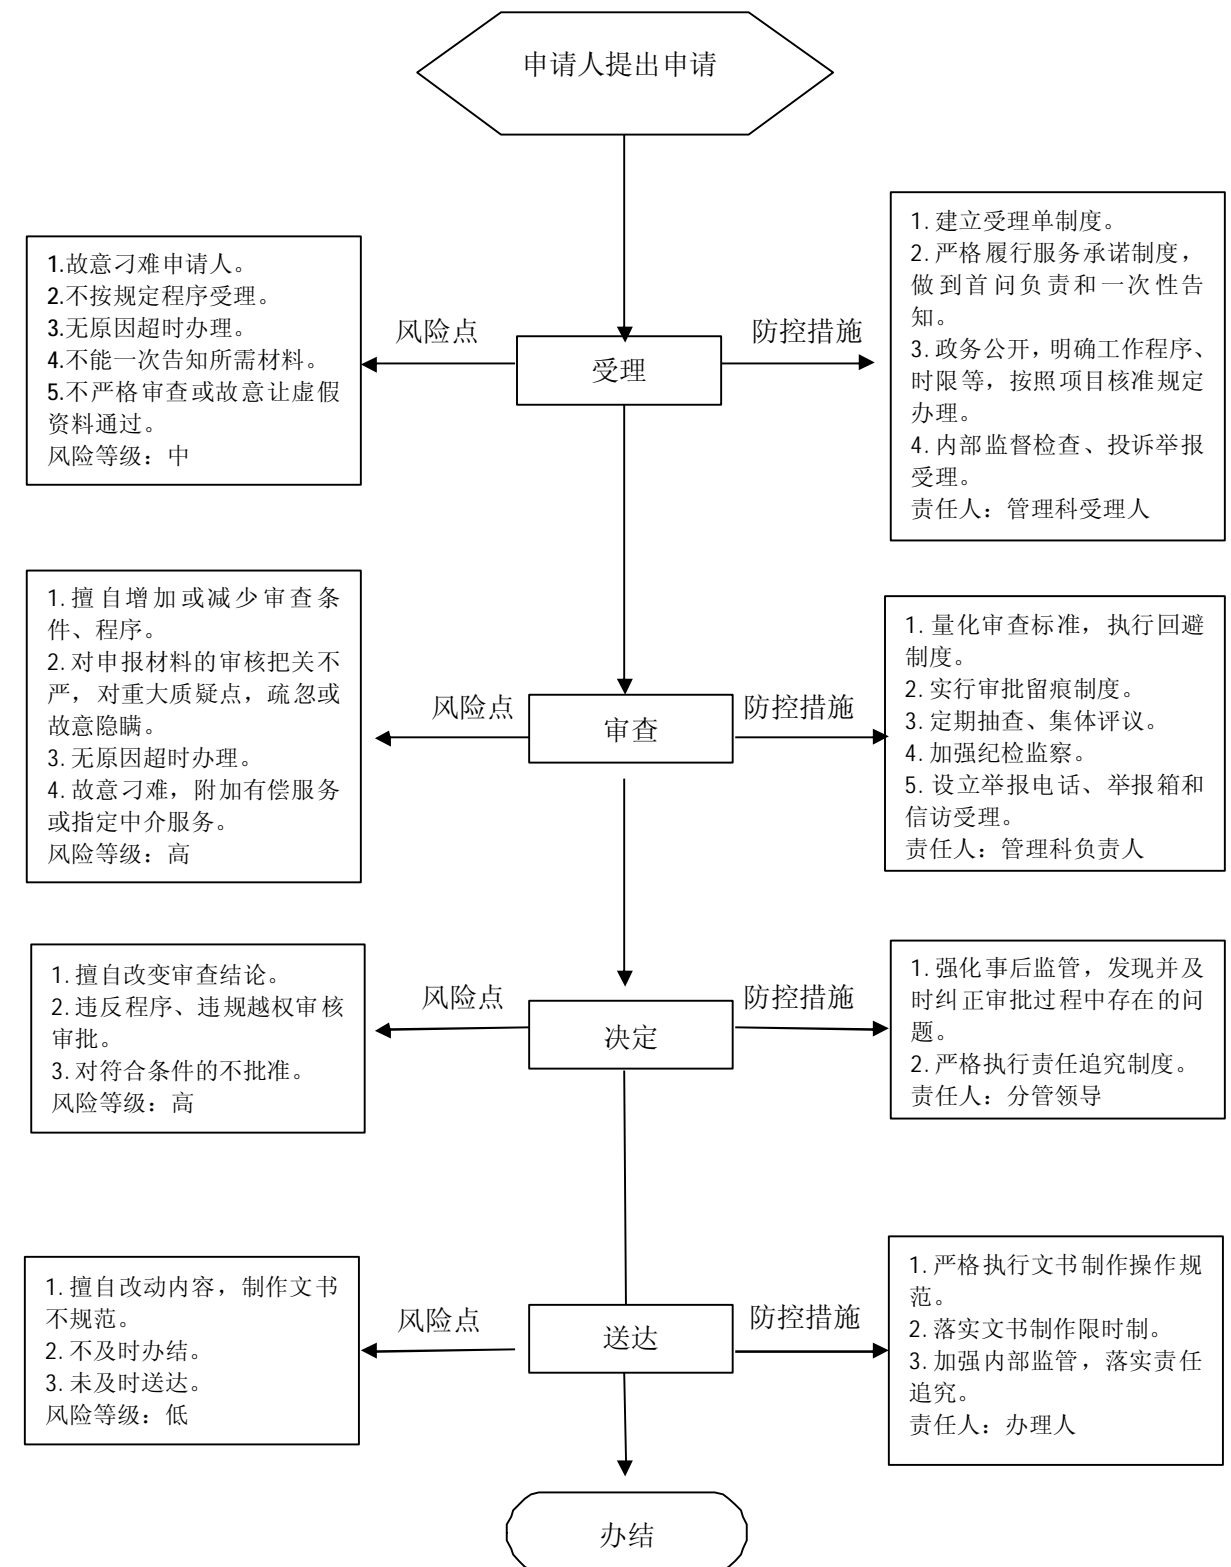 申请人提出申请
1.故意刁难申请人。
2.不按规定程序受理。
3.无原因超时办理。
4.不能一次告知所需材料。
5.不严格审查或故意让虚假
资料通过。
风险等级：中
风险点
受理
防控措施
1.建立受理单制度。
2.严格履行服务承诺制度，
做到首问负责和一次性告
知。
3.政务公开，明确工作程序、
时限等，按照项目核准规定
办理。
4.内部监督检查、投诉举报
受理。
责任人：管理科受理人
1.擅自增加或减少审查条
件、程序。
2.对申报材料的审核把关不
严，对重大质疑点，疏忽或
故意隐瞒。
3.无原因超时办理。
4.故意刁难，附加有偿服务
或指定中介服务。
风险等级：高
风险点
审查
防控措施
1.量化审查标准，执行回避
制度。
2.实行审批留痕制度。
3.定期抽查、集体评议。
4.加强纪检监察。
5.设立举报电话、举报箱和
信访受理。
责任人：管理科负责人
1.擅自改变审查结论。
2.违反程序、违规越权审核
审批。
3.对符合条件的不批准。
风险等级：高
风险点
决定
防控措施
1.强化事后监管，发现并及
时纠正审批过程中存在的问
题。
2.严格执行责任追究制度。
责任人：分管领导
1.擅自改动内容，制作文书
不规范。
2.不及时办结。
3.未及时送达。
风险等级：低
风险点
送达
防控措施
1.严格执行文书制作操作规
范。
2.落实文书制作限时制。
3.加强内部监管，落实责任
追究。
责任人：办理人
办结